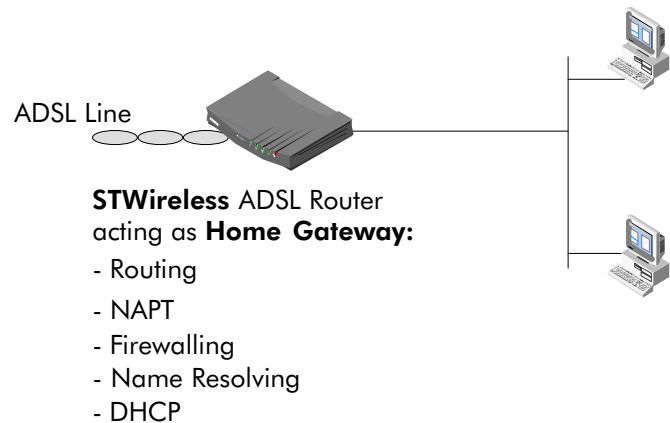 ADSL Line
STWireless ADSL Router
acting as Home Gateway:
- Routing
- NAPT
- Firewalling
- Name Resolving
- DHCP